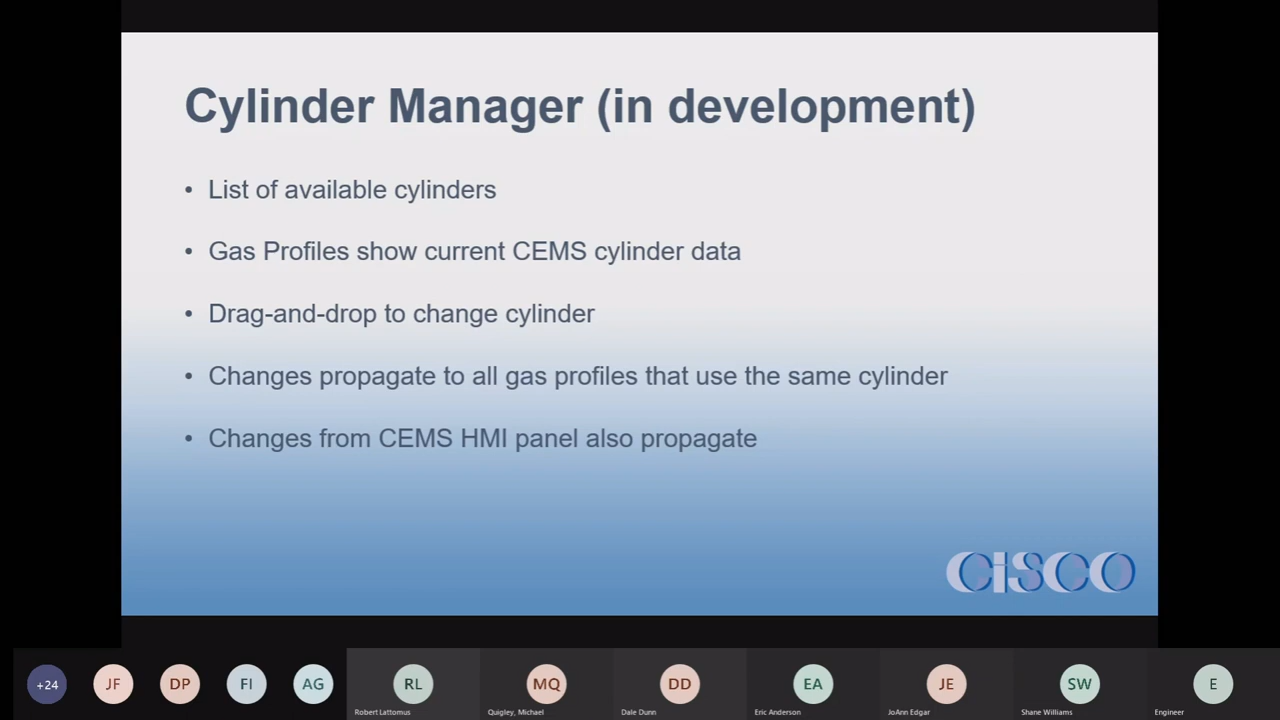 Cylinder Manager (in development)
• List of available cylinders
• Gas Profiles show current CEMS cylinder data
• Drag-and-drop to change cylinder
• Changes propagate to all gas profiles that use the same cylinder
• Changes from CEMS HMI panel also propagate
CiSCO
+24
JF
DP
FI
AG
RL
MQ
DD
EA
JE
SW
E
Robert Lattomus
Quigley, Michael
Dale Dunn
Eric Anderson
JoAnn Edgar
Shane Williams
Engineer